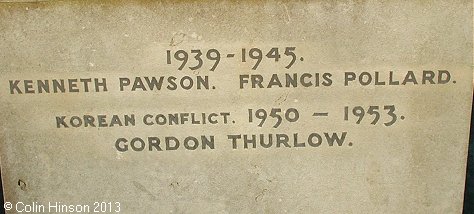 1939-1945.
KENNETH PAWSON. FRANCIS POLLARD.
KOREAN CONFLICT. 1950 - 1953.
GORDON THURLOW.
© Colin Hinson 2013